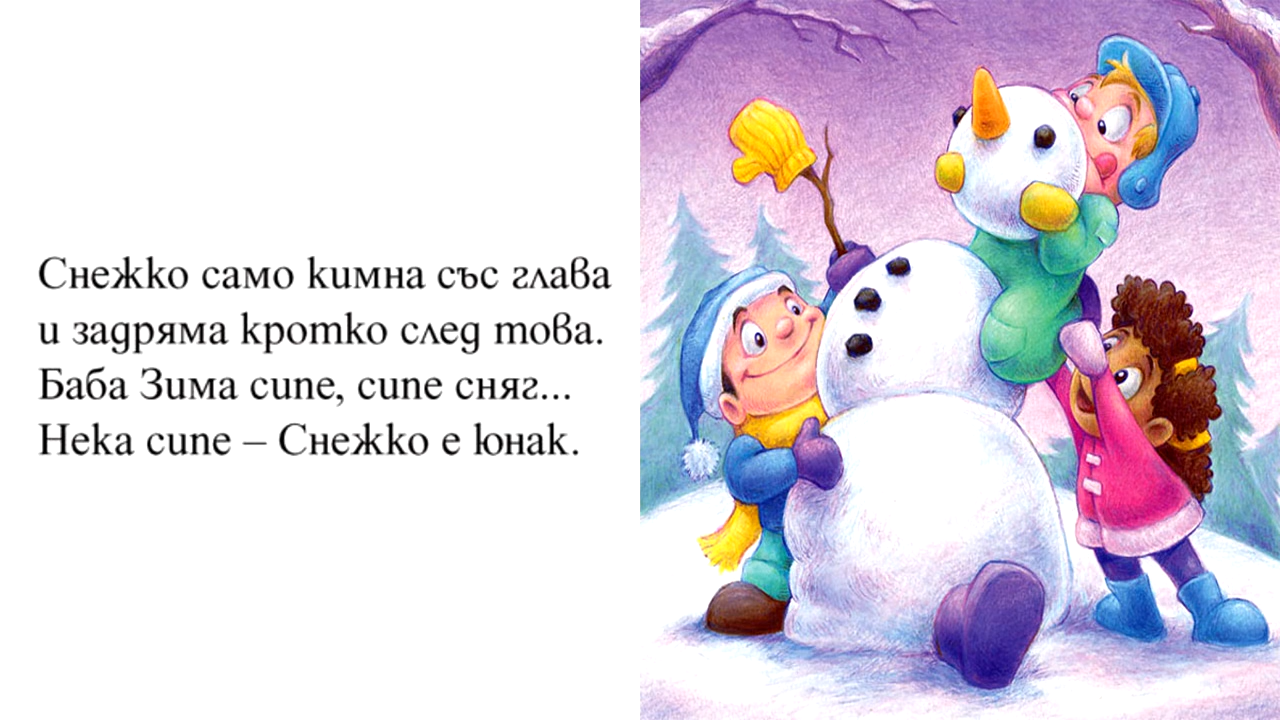 Снежко само кимна със глава
и задряма кротко след това.
Баба Зима сипе, сипе сняг...
Нека сипе – Снежко е юнак.